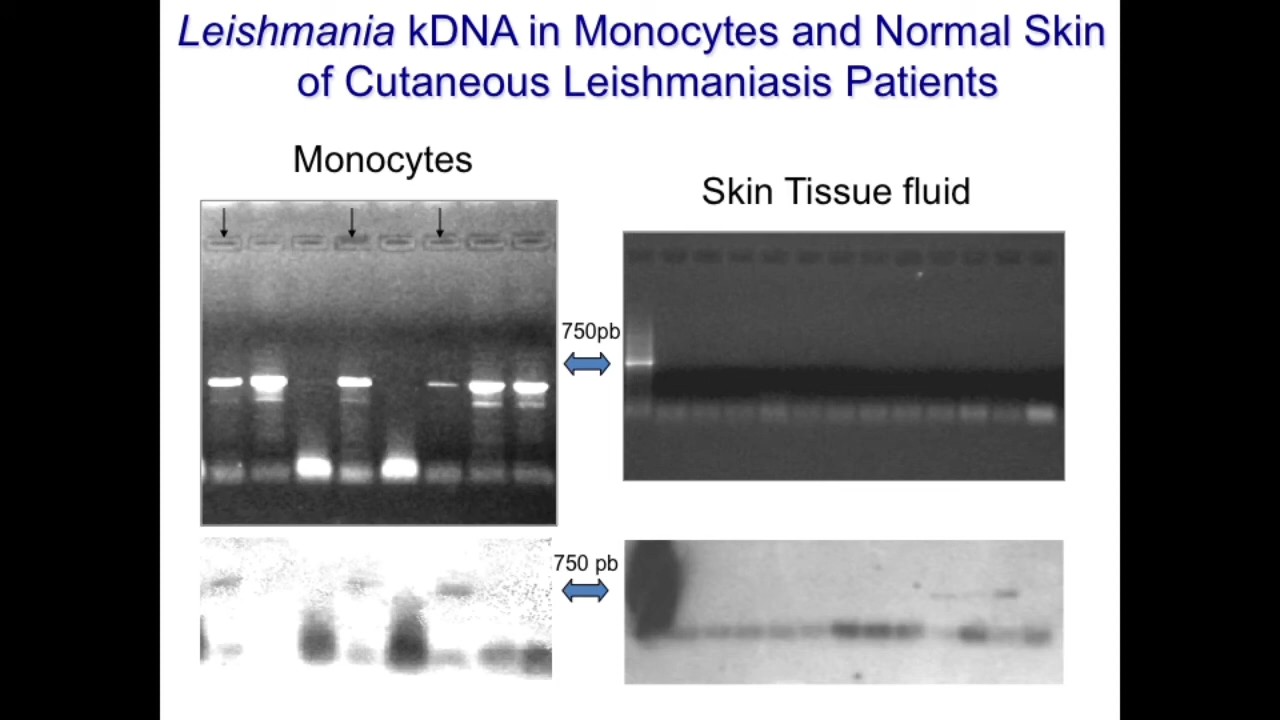 Leishmania kDNA in Monocytes and Normal Skin
of Cutaneous Leishmaniasis Patients
Monocytes
Skin Tissue fluid
750pb
750 pb